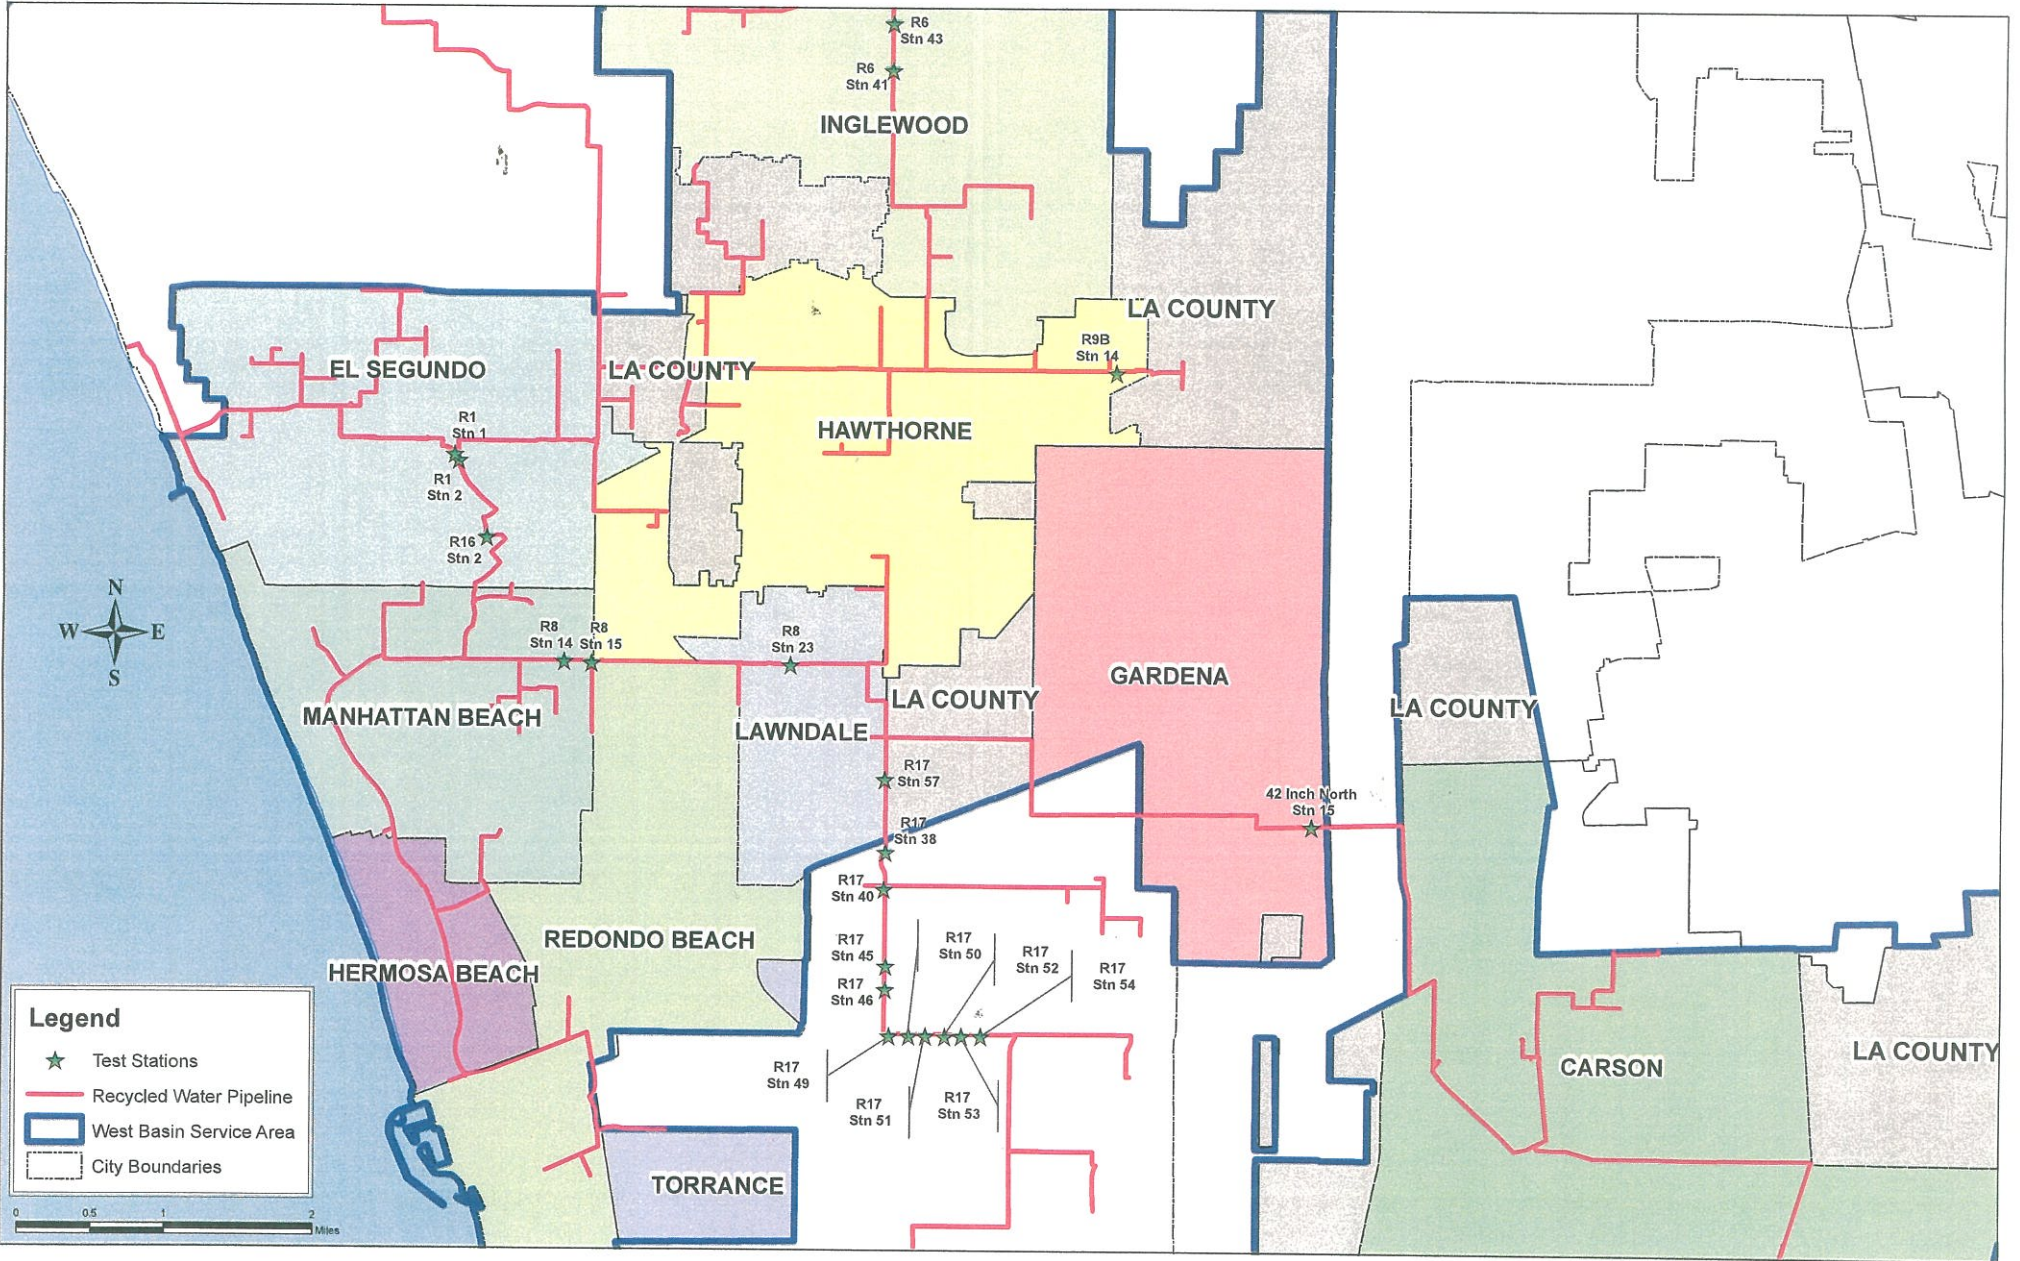 R6
Stn 43
R6
Stn 41
INGLEWOOD
LA COUNTY
R9B
Stn 14
EL SEGUNDO
LA COUNTY
R1
Stn 1
HAWTHORNE
R1
Stn 2
R16
Stn 2
N
W E
S
R8
Stn 14
R8
Stn 15
R8
Stn 23
GARDENA
LA COUNTY
LA COUNTY
MANHATTAN BEACH
LAWNDALE
R17
Stn 57
42 Inch North
Stn 15
R17
Stn 38
R17
Stn 40
REDONDO BEACH
R17
Stn 45
R17
Stn 50
R17
Stn 52
R17
Stn 54
HERMOSA BEACH
R17
Stn 46
R17
Stn 49
R17
Stn 51
R17
Stn 53
CARSON
LA COUNTY
TORRANCE
Legend
Test Stations
Recycled Water Pipeline
West Basin Service Area
City Boundaries
0 0.5 1 2
Miles